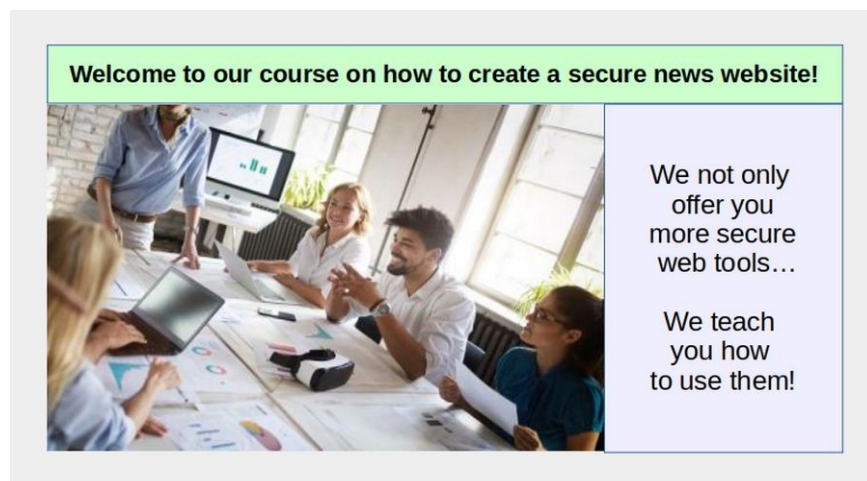 Welcome to our course on how to create a secure news website!
We not only
offer you
more secure
web tools…
We teach
you how
to use them!